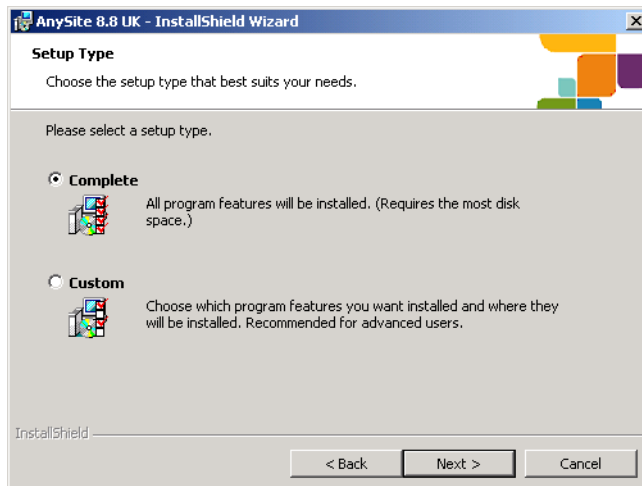 AnySite 8.8 UK - InstallShield Wizard
Setup Type
Choose the setup type that best suits your needs.
Please select a setup type.
Complete
All program features will be installed. (Requires the most disk
space.)
Custom
Choose which program features you want installed and where they
will be installed. Recommended for advanced users.
InstallShield
< Back Next > Cancel